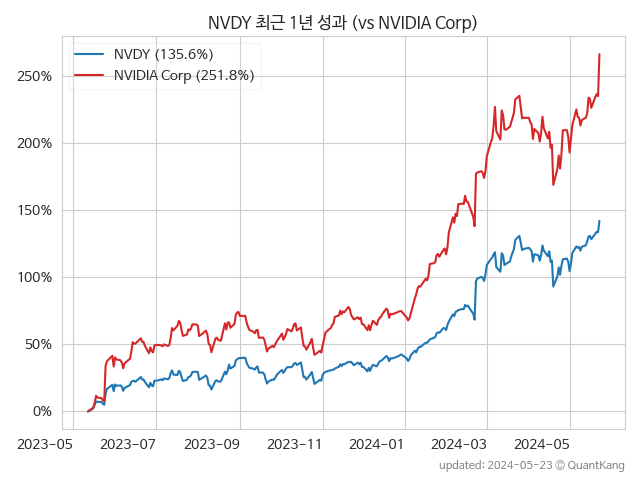 NVDY 최근 1년 성과 (vs NVIDIA Corp)
NVDY (135.6%)
NVIDIA Corp (251.8%)
250%
200%
150%
100%
50%
0%
2023-05 2023-07 2023-09 2023-11 2024-01 2024-03 2024-05
updated: 2024-05-23 © QuantKang